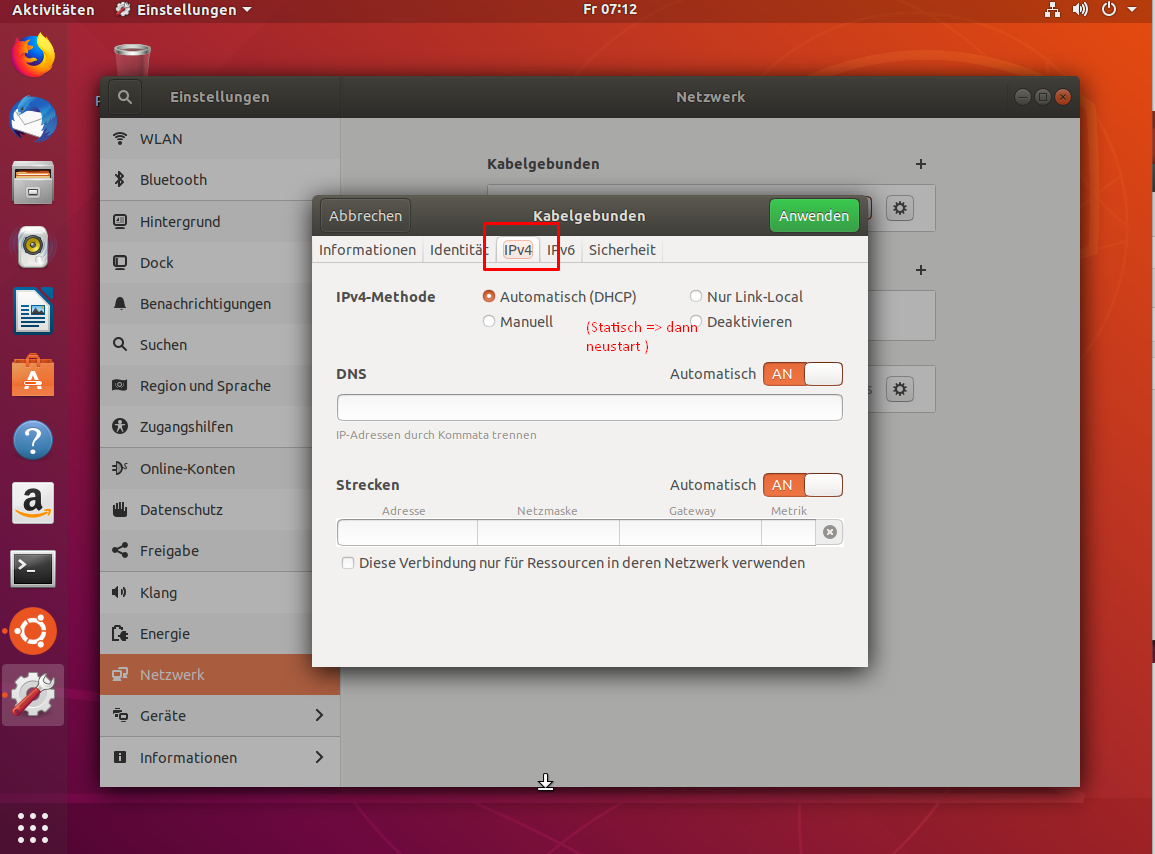 Aktivitäten Einstellungen Fr 07:12
Einstellungen Netzwerk
WLAN
Bluetooth
Hintergrund
Dock
Benachrichtigungen
Suchen
Region und Sprache
Zugangshilfen
Online-Konten
Datenschutz
Freigabe
Klang
Energie
Netzwerk
Geräte
Informationen
Kabelgebunden
Abbrechen Kabelgebunden Anwenden
Informationen Identität IPv4 IPv6 Sicherheit
IPv4-Methode Automatisch (DHCP) Nur Link-Local
Manuell Deaktivieren
(Statisch => dann
neustart )
DNS Automatisch AN
IP-Adressen durch Kommata trennen
Strecken Automatisch AN
Adresse Netzmaske Gateway Metrik
Diese Verbindung nur für Ressourcen in deren Netzwerk verwenden